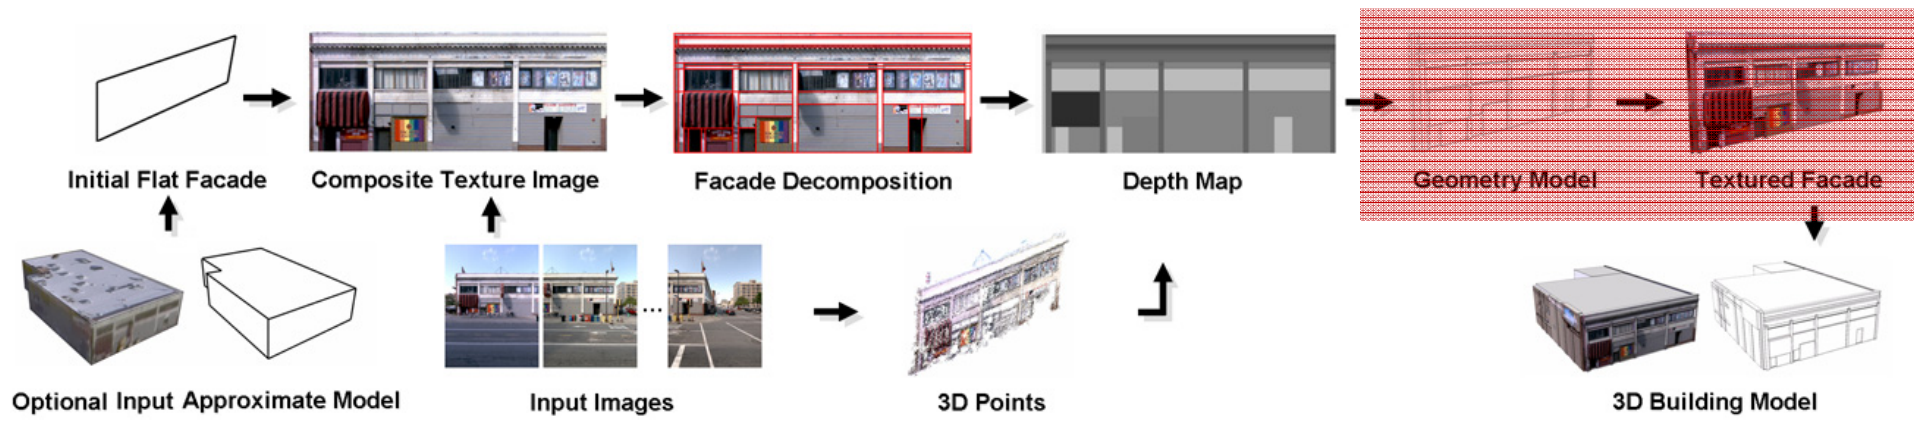 Initial Flat Facade
Composite Texture Image
Facade Decomposition
Depth Map
Geometry Model
Textured Facade
Optional Input Approximate Model
Input Images
3D Points
3D Building Model